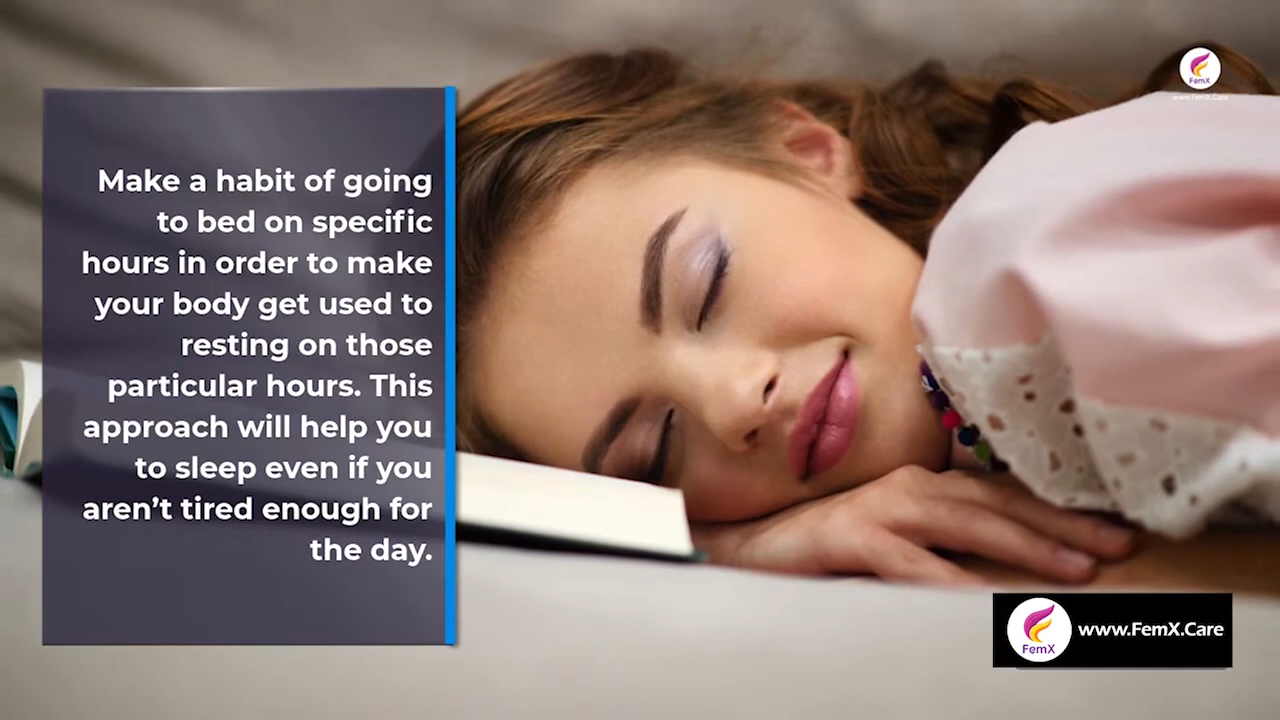 Make a habit of going
to bed on specific
hours in order to make
your body get used to
resting on those
particular hours. This
approach will help you
to sleep even if you
aren’t tired enough for
the day.
FemX
www.FemX.Care
FemX
www.FemX.Care